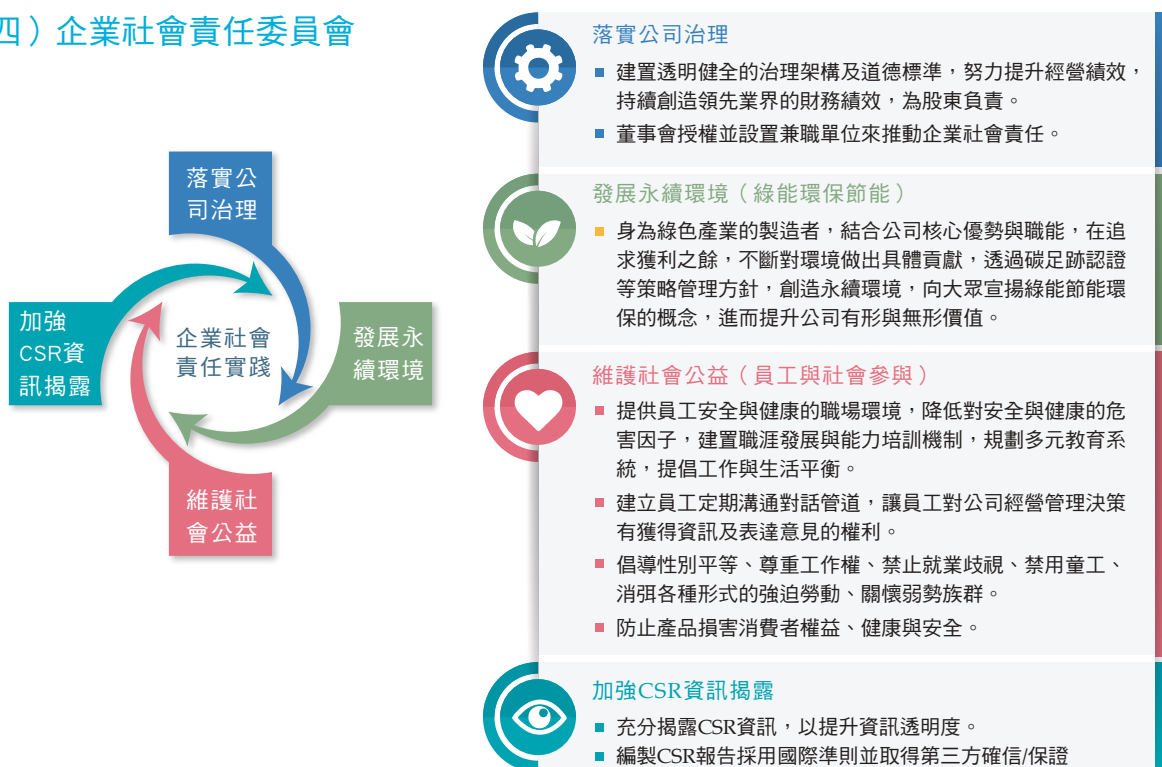 四）企業社會責任委員會
落實公
司治理
加強
CSR資
訊揭露
企業社會
責任實踐
發展永
續環境
維護社
會公益
落實公司治理
建置透明健全的治理架構及道德標準，努力提升經營績效，
持續創造領先業界的財務績效，為股東負責。
董事會授權並設置兼職單位來推動企業社會責任。
發展永續環境（綠能環保節能）
身為綠色產業的製造者，結合公司核心優勢與職能，在追
求獲利之餘，不斷對環境做出具體貢獻，透過碳足跡認證
等策略管理方針，創造永續環境，向大眾宣揚綠能節能環
保的概念，進而提升公司有形與無形價值。
維護社會公益（員工與社會參與）
提供員工安全與健康的職場環境，降低對安全與健康的危
害因子，建置職涯發展與能力培訓機制，規劃多元教育系
統，提倡工作與生活平衡。
建立員工定期溝通對話管道，讓員工對公司經營管理決策
有獲得資訊及表達意見的權利。
倡導性別平等、尊重工作權、禁止就業歧視、禁用童工、
消弭各種形式的強迫勞動、關懷弱勢族群。
防止產品損害消費者權益、健康與安全。
加強CSR資訊揭露
充分揭露CSR資訊，以提升資訊透明度。
編製CSR報告採用國際準則並取得第三方確信/保證